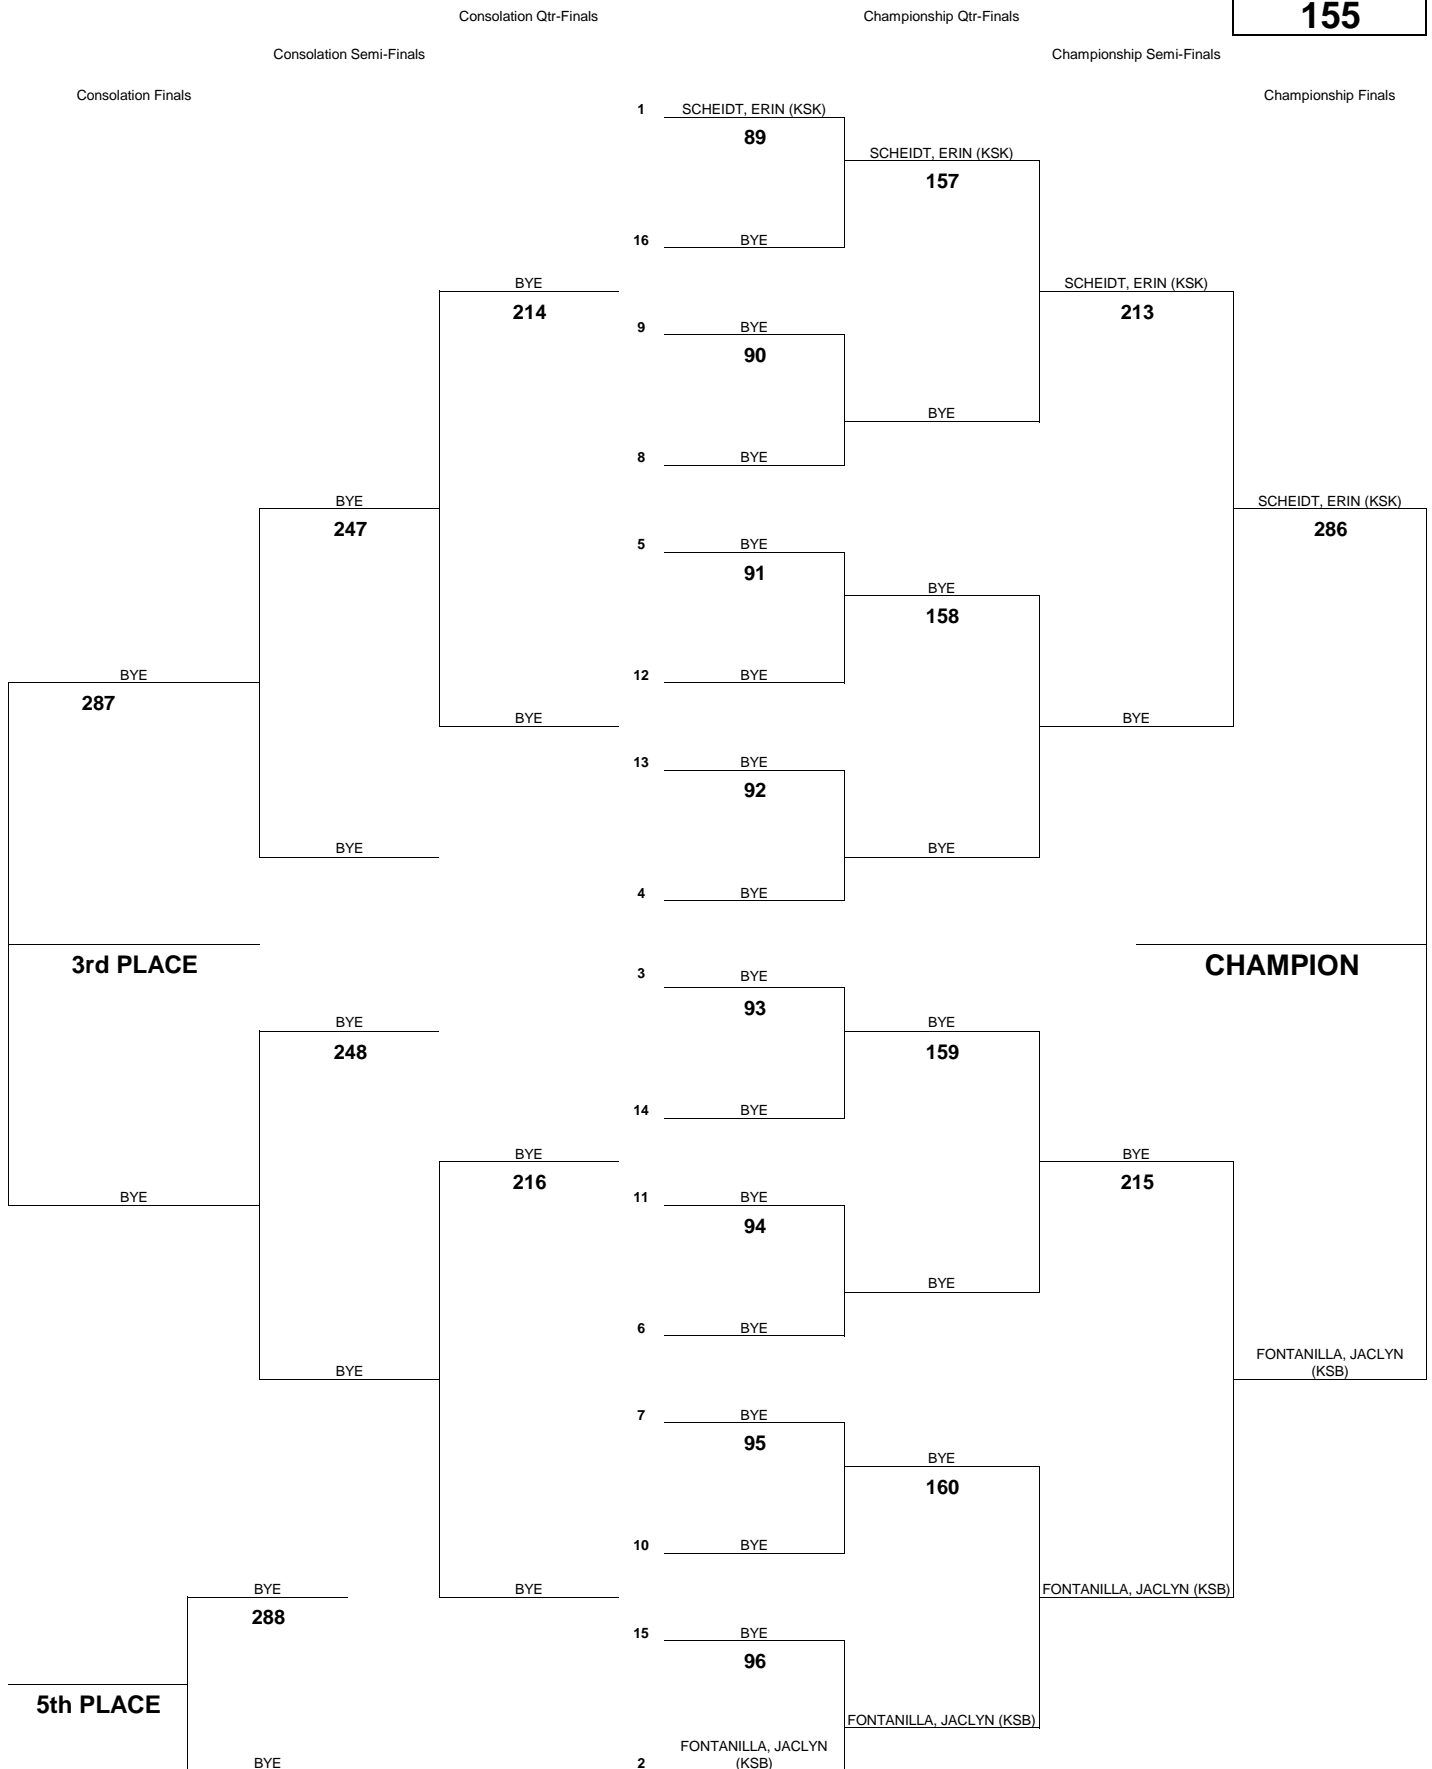 Consolation Qtr-Finals
Championship Qtr-Finals
155
Consolation Semi-Finals
Championship Semi-Finals
Consolation Finals
Championship Finals
1 SCHEIDT, ERIN (KSK)
89
SCHEIDT, ERIN (KSK)
157
16 BYE
BYE
214
SCHEIDT, ERIN (KSK)
213
9 BYE
90
BYE
8 BYE
BYE
247
SCHEIDT, ERIN (KSK)
286
5 BYE
91
BYE
158
BYE
287
12 BYE
BYE
BYE
13 BYE
92
BYE
BYE
4 BYE
3rd PLACE
CHAMPION
3 BYE
93
BYE
248
BYE
159
14 BYE
BYE
216
BYE
215
BYE
11 BYE
94
BYE
6 BYE
FONTANILLA, JACLYN
(KSB)
BYE
7 BYE
95
BYE
160
10 BYE
BYE
288
BYE
FONTANILLA, JACLYN (KSB)
15 BYE
96
5th PLACE
FONTANILLA, JACLYN (KSB)
FONTANILLA, JACLYN
(KSB)
2
BYE